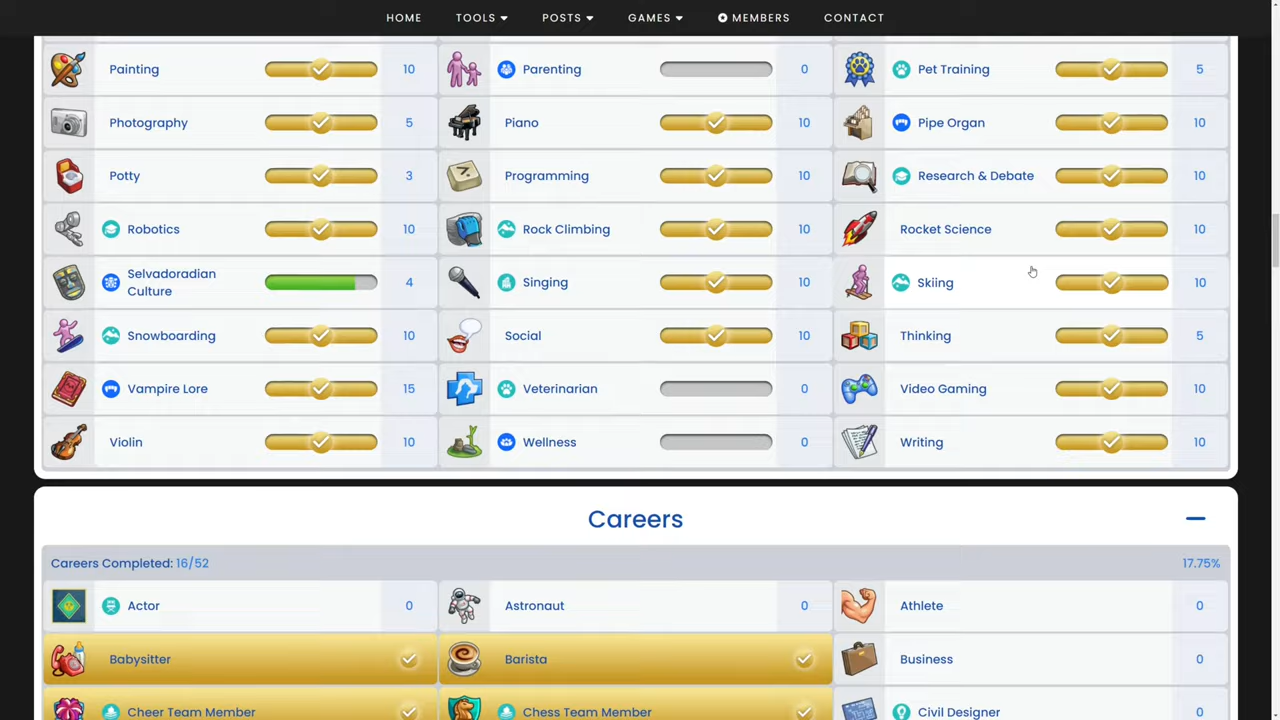 HOME TOOLS POSTS GAMES MEMBERS CONTACT
Painting 10 Parenting 0 Pet Training 5
Photography 5 Piano 10 Pipe Organ 10
Potty 3 Programming 10 Research & Debate 10
Robotics 10 Rock Climbing 10 Rocket Science 10
Selvadoradian
Culture 4 Singing 10 Skiing 10
Snowboarding 10 Social 10 Thinking 5
Vampire Lore 15 Veterinarian 0 Video Gaming 10
Violin 10 Wellness 0 Writing 10
Careers
Careers Completed: 16/52 17.75%
Actor 0 Astronaut 0 Athlete 0
Babysitter Barista Business 0
Cheer Team Member Chess Team Member Civil Designer 0